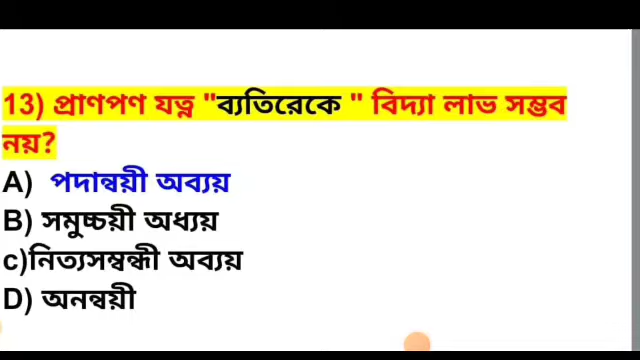 13) প্রাণপণ যত্ন "ব্যতিরেকে " বিদ্যা লাভ সম্ভব
নয়?
A) পদান্বয়ী অব্যয়
B) সমুচ্চয়ী অধ্যয়
c)নিত্যসম্বন্ধী অব্যয়
D) অনন্বয়ী